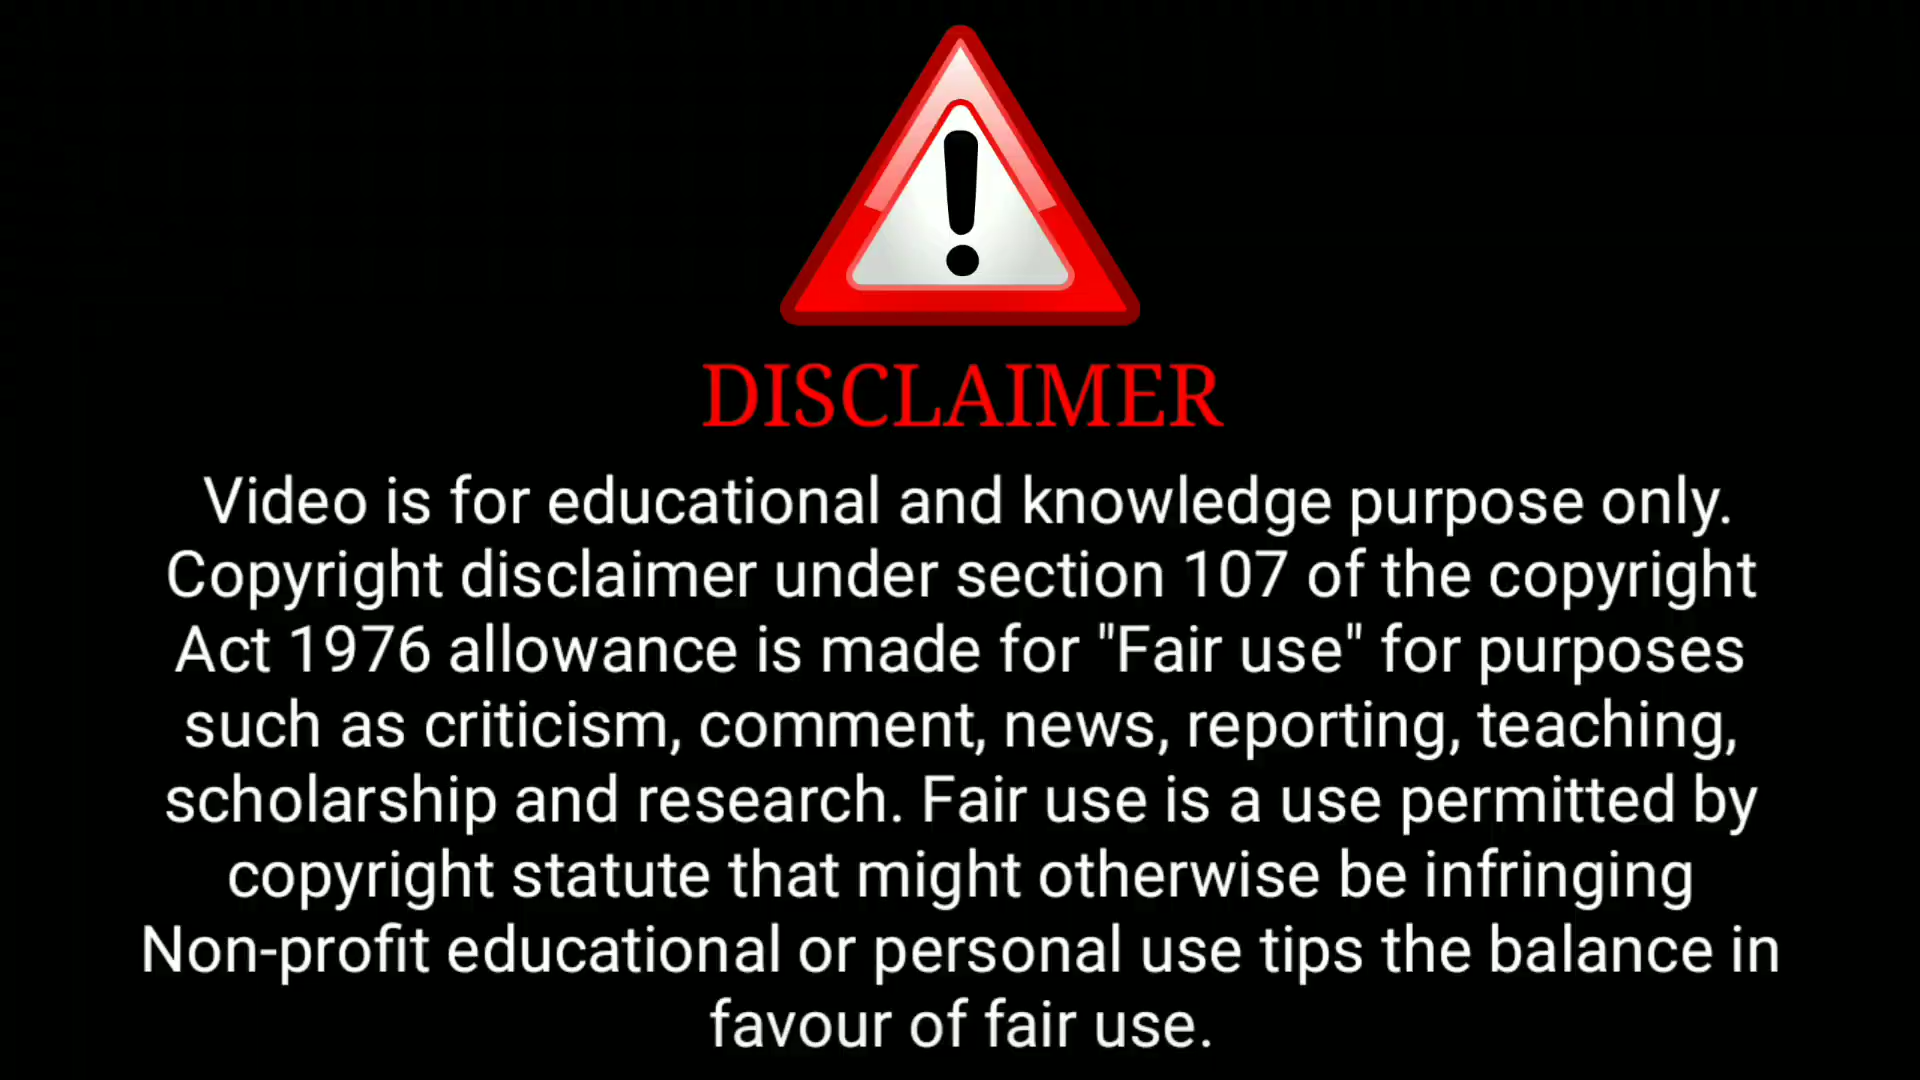 DISCLAIMER
Video is for educational and knowledge purpose only.
Copyright disclaimer under section 107 of the copyright
Act 1976 allowance is made for "Fair use" for purposes
such as criticism, comment, news, reporting, teaching,
scholarship and research. Fair use is a use permitted by
copyright statute that might otherwise be infringing
Non-profit educational or personal use tips the balance in
favour of fair use.